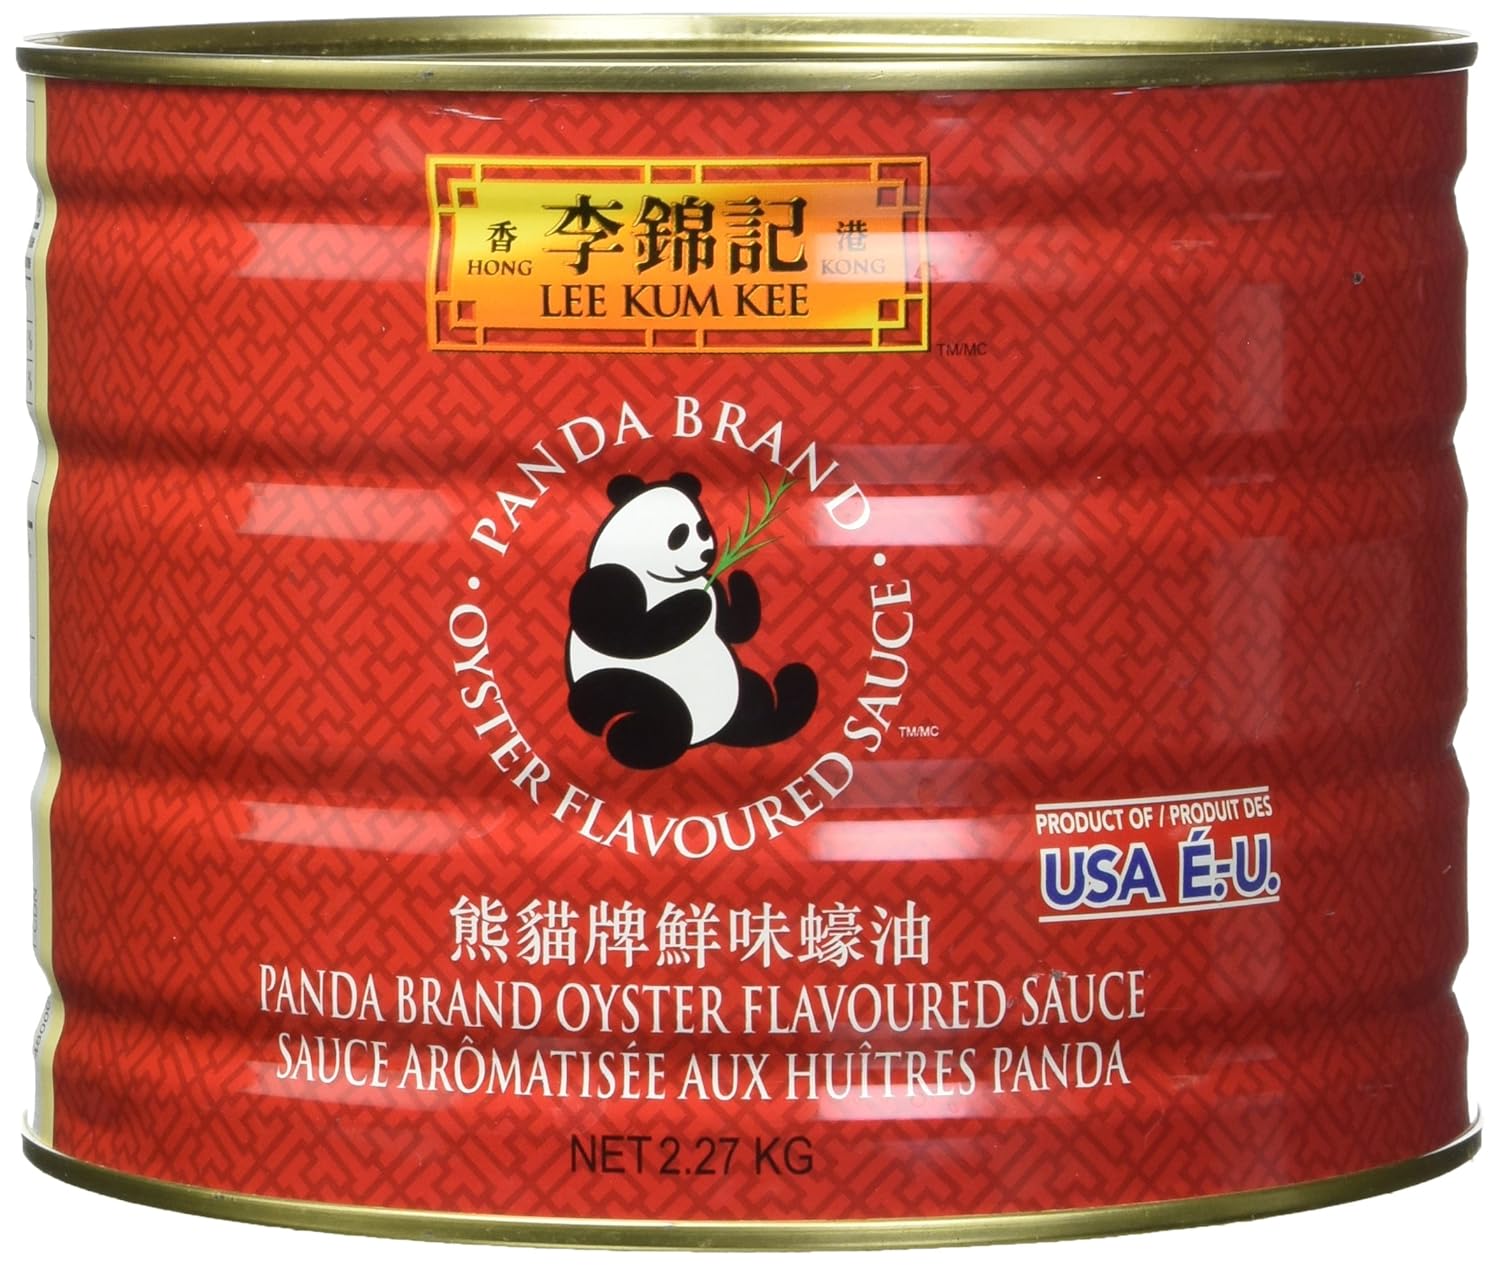 香 李錦記 港
HONG KONG
LEE KUM KEE
TM/MC
PANDA BRAND
• OYSTER FLAVOURED SAUCE •
TM/MC
PRODUCT OF / PRODUIT DES
USA É.-U.
熊貓牌鮮味蠔油
PANDA BRAND OYSTER FLAVOURED SAUCE
SAUCE ARÔMATISÉE AUX HUÎTRES PANDA
NET 2.27 KG